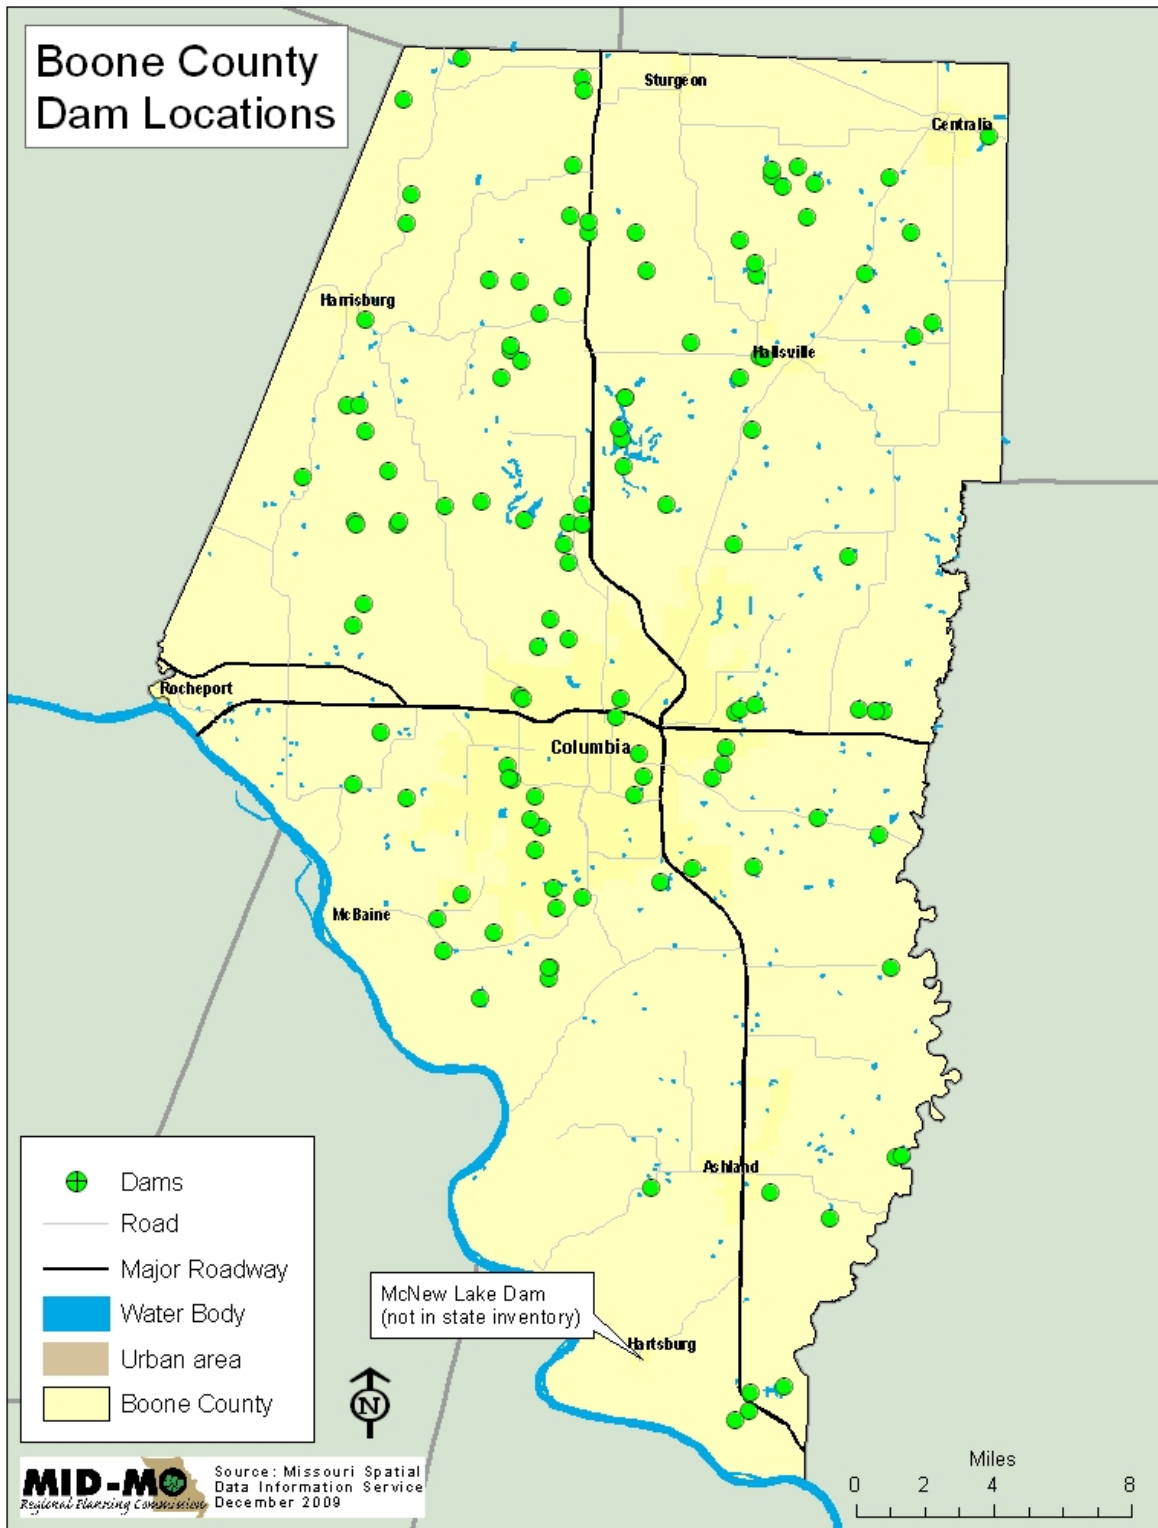 Boone County
Dam Locations
Sturgeon
Centralia
Harrisburg
Hallsville
Rocheport
Columbia
McBaine
Ashland
McNew Lake Dam
(not in state inventory)
Hartsburg
Dams
Road
Major Roadway
Water Body
Urban area
Boone County
N
MID-MO
Regional Planning Commission
Source: Missouri Spatial
Data Information Service
December 2009
Miles
0 2 4 8